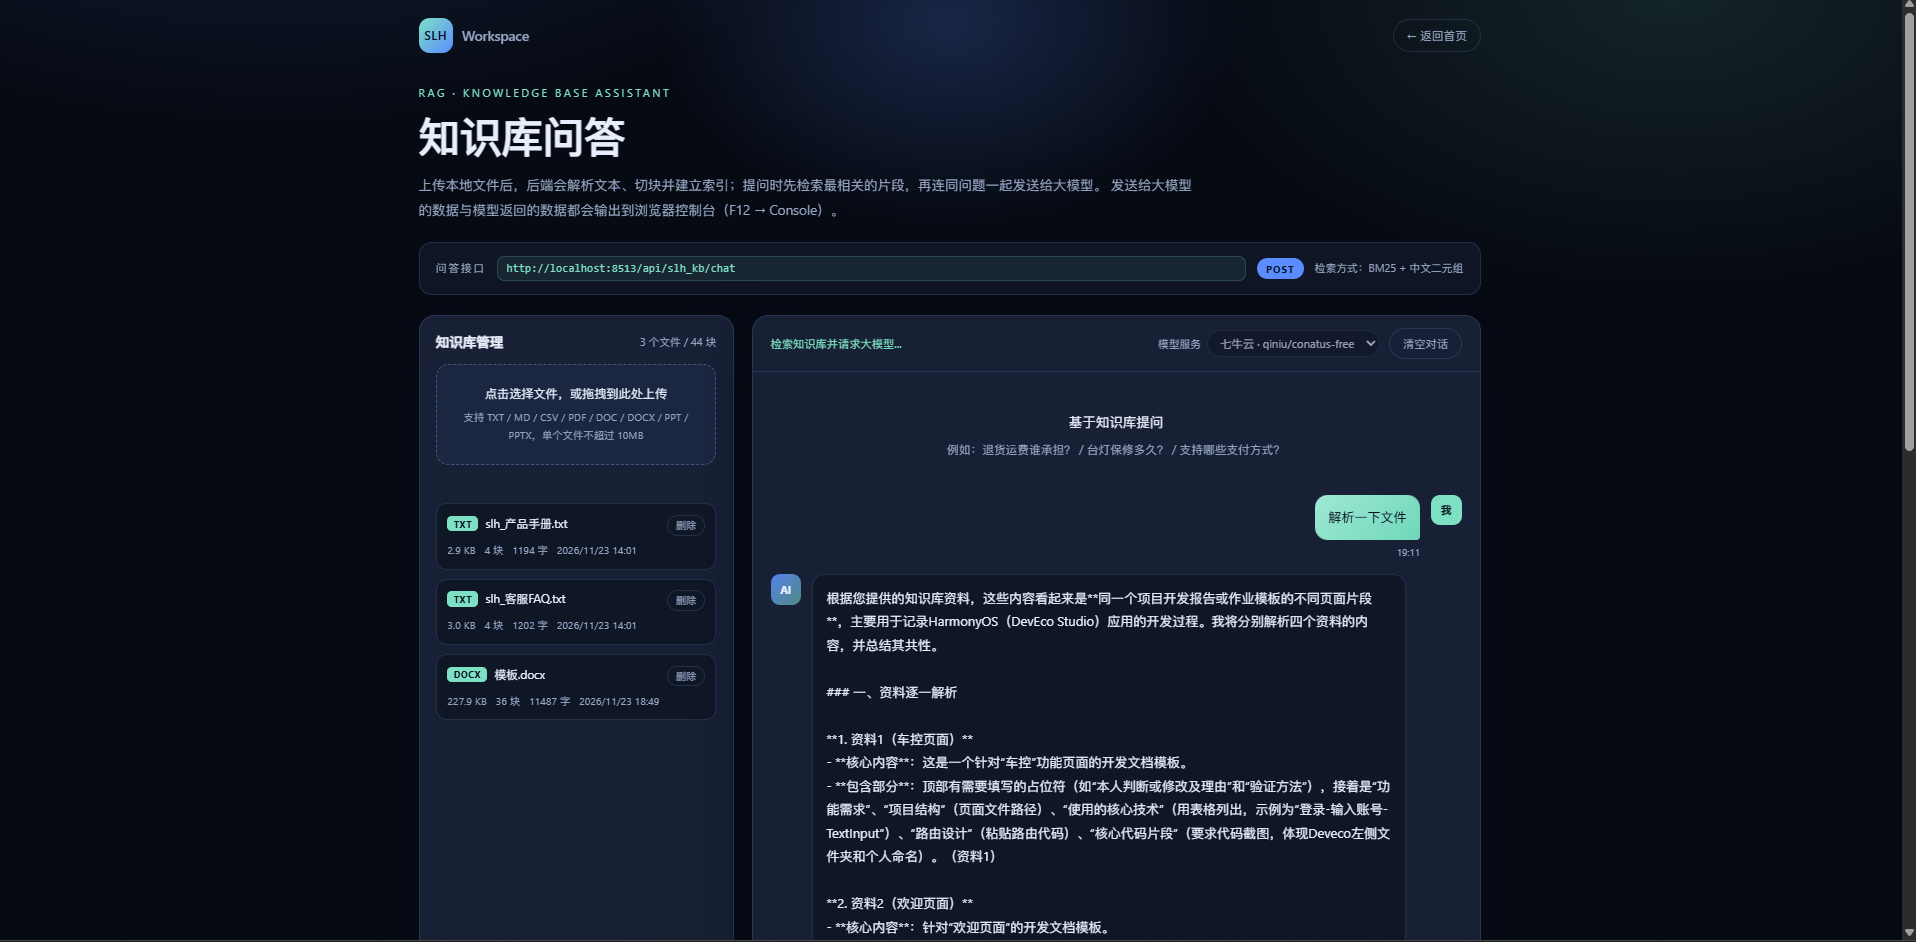 SLH Workspace
← 返回首页
RAG · KNOWLEDGE BASE ASSISTANT
知识库问答
上传本地文件后，后端会解析文本、切块并建立索引；提问时先检索最相关的片段，再连同问题一起发送给大模型。 发送给大模型
的数据与模型返回的数据都会输出到浏览器控制台（F12 → Console）。
问答接口 http://localhost:8513/api/slh_kb/chat POST 检索方式：BM25 + 中文二元组
知识库管理 3 个文件 / 44 块
点击选择文件，或拖拽到此处上传
支持 TXT / MD / CSV / PDF / DOC / DOCX / PPT /
PPTX，单个文件不超过 10MB
TXT slh_产品手册.txt 删除
2.9 KB 4 块 1194 字 2026/11/23 14:01
TXT slh_客服FAQ.txt 删除
3.0 KB 4 块 1202 字 2026/11/23 14:01
DOCX 模板.docx 删除
227.9 KB 36 块 11487 字 2026/11/23 18:49
检索知识库并请求大模型... 模型服务 七牛云 · qiniu/conatus-free 清空对话
基于知识库提问
例如：退货运费谁承担？ / 台灯保修多久？ / 支持哪些支付方式？
解析一下文件 我
19:11
AI
根据您提供的知识库资料，这些内容看起来是**同一个项目开发报告或作业模板的不同页面片段
**，主要用于记录HarmonyOS（DevEco Studio）应用的开发过程。我将分别解析四个资料的内
容，并总结其共性。
### 一、资料逐一解析
**1. 资料1（车控页面）**
- **核心内容**：这是一个针对“车控”功能页面的开发文档模板。
- **包含部分**：顶部有需要填写的占位符（如“本人判断或修改及理由”和“验证方法”），接着是“功
能需求”、“项目结构”（页面文件路径）、“使用的核心技术”（用表格列出，示例为“登录-输入账号-
TextInput”）、“路由设计”（粘贴路由代码）、“核心代码片段”（要求代码截图，体现Deveco左侧文
件夹和个人命名）。（资料1）
**2. 资料2（欢迎页面）**
- **核心内容**：针对“欢迎页面”的开发文档模板。